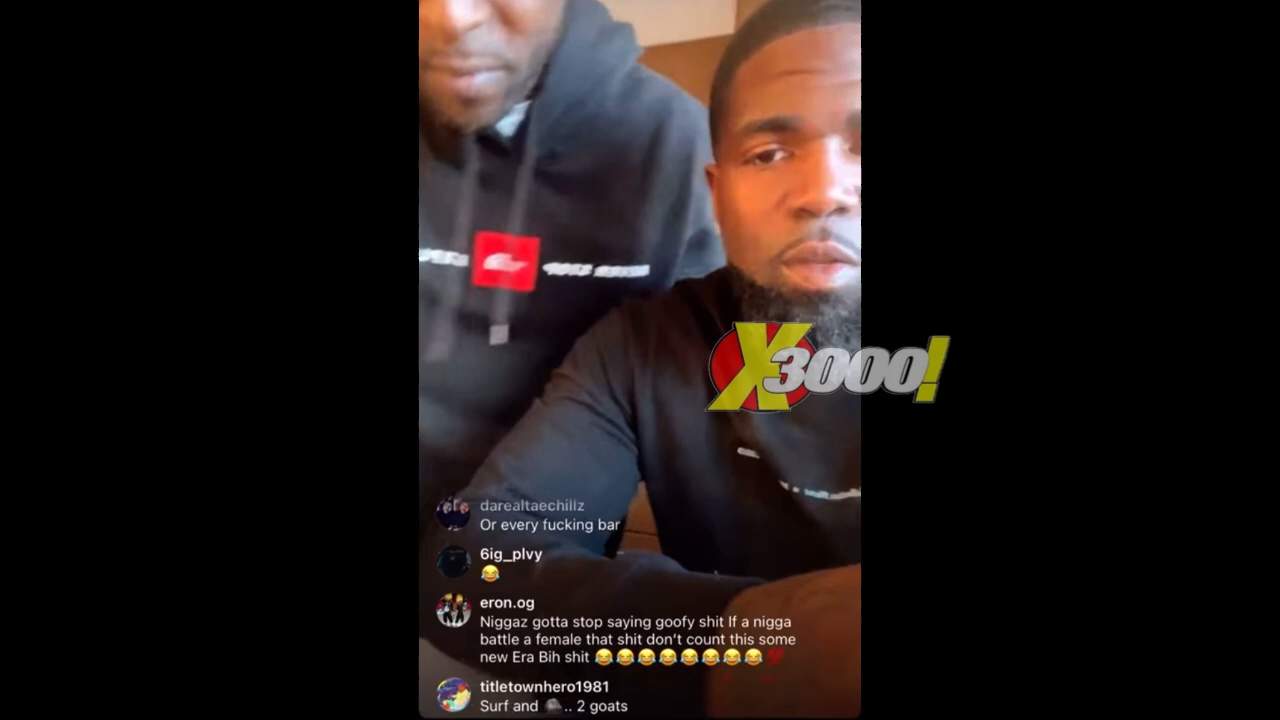 X3000!
darealtaechillz
Or every fucking bar
6ig_plvy
😂
eron.og
Niggaz gotta stop saying goofy shit If a nigga
battle a female that shit don’t count this some
new Era Bih shit 😂😂😂😂😂😂😂😂💯
titletownhero1981
Surf and 🪨.. 2 goats